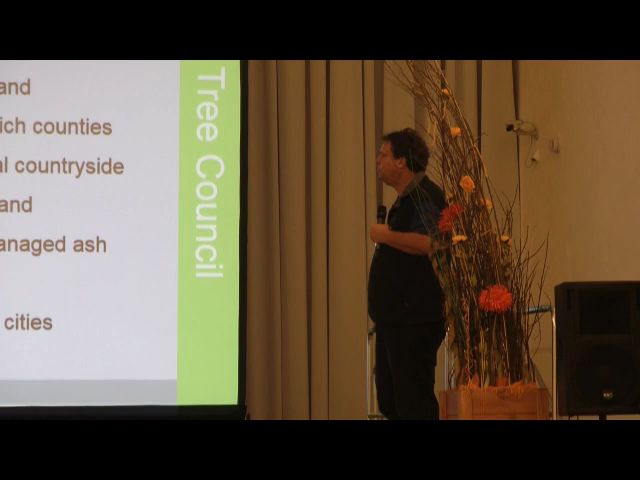 and
ich counties
al countryside
and
anaged ash
cities
Tree Council